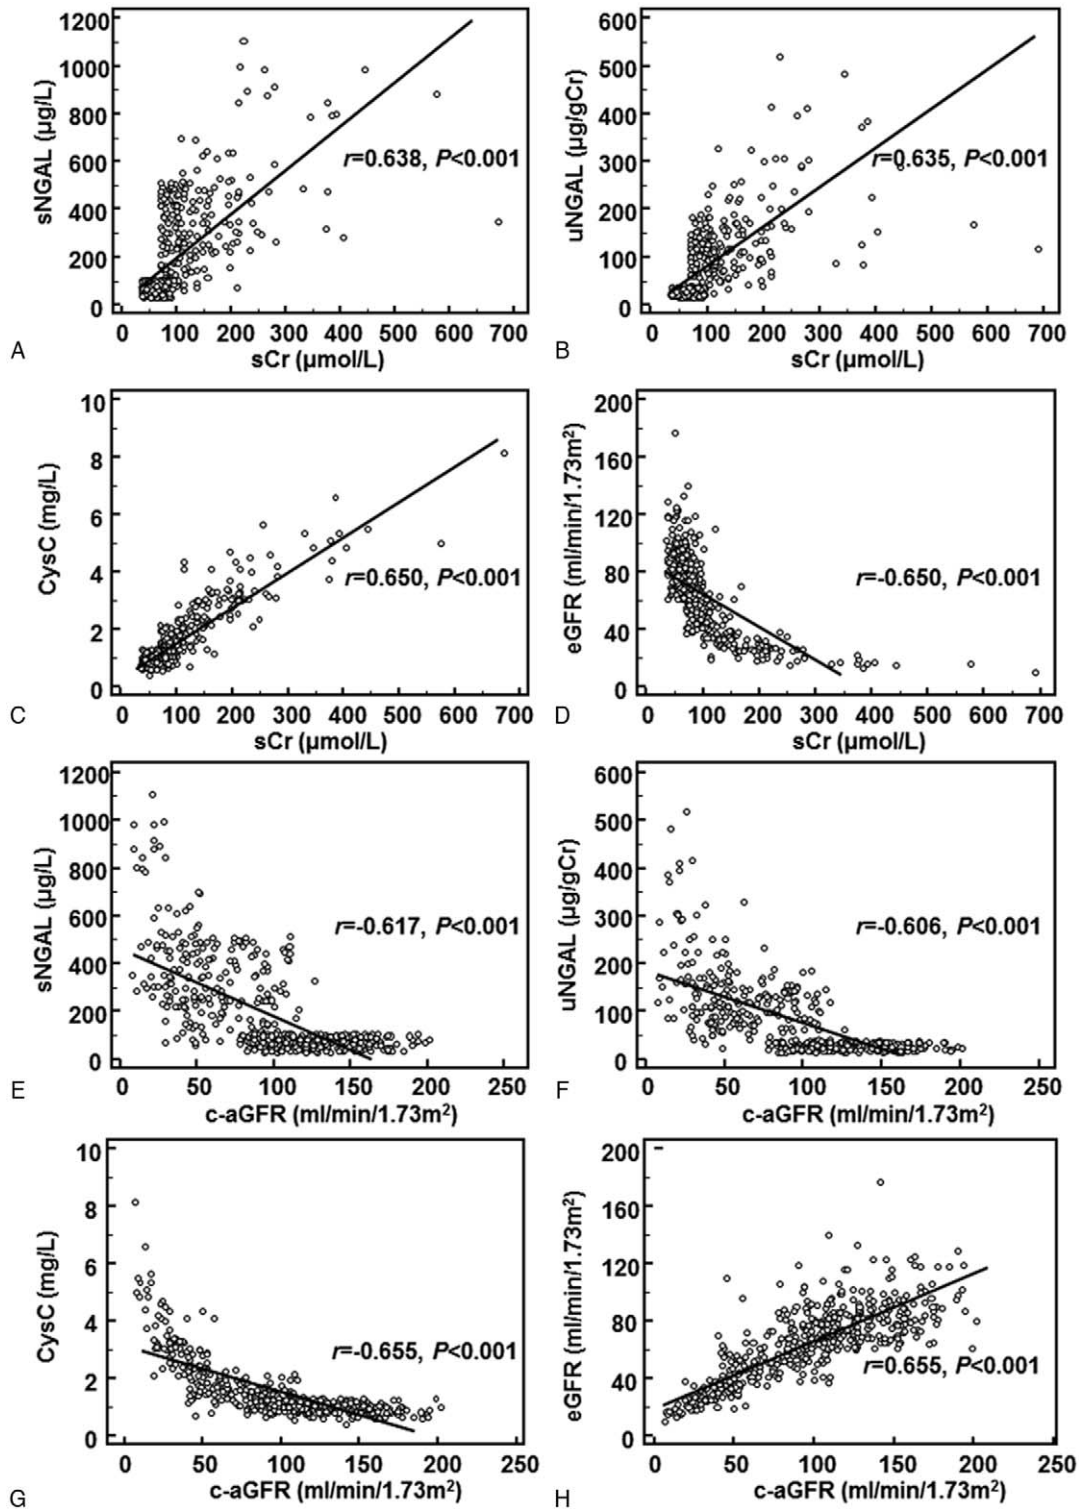 1200
1000
800
600
400
200
0
sNGAL (µg/L)
r=0.638, P<0.001
0 100 200 300 400 500 600 700
sCr (µmol/L)
A
600
500
400
300
200
100
0
uNGAL (µg/gCr)
r=0.635, P<0.001
0 100 200 300 400 500 600 700
sCr (µmol/L)
B
10
8
6
4
2
0
CysC (mg/L)
r=0.650, P<0.001
0 100 200 300 400 500 600 700
sCr (µmol/L)
C
200
160
120
80
40
0
eGFR (ml/min/1.73m²)
r=-0.650, P<0.001
0 100 200 300 400 500 600 700
sCr (µmol/L)
D
1200
1000
800
600
400
200
0
sNGAL (µg/L)
r=-0.617, P<0.001
0 50 100 150 200 250
c-aGFR (ml/min/1.73m²)
E
600
500
400
300
200
100
0
uNGAL (µg/gCr)
r=-0.606, P<0.001
0 50 100 150 200 250
c-aGFR (ml/min/1.73m²)
F
10
8
6
4
2
0
CysC (mg/L)
r=-0.655, P<0.001
0 50 100 150 200 250
c-aGFR (ml/min/1.73m²)
G
200
160
120
80
40
0
eGFR (ml/min/1.73m²)
r=0.655, P<0.001
0 50 100 150 200 250
c-aGFR (ml/min/1.73m²)
H